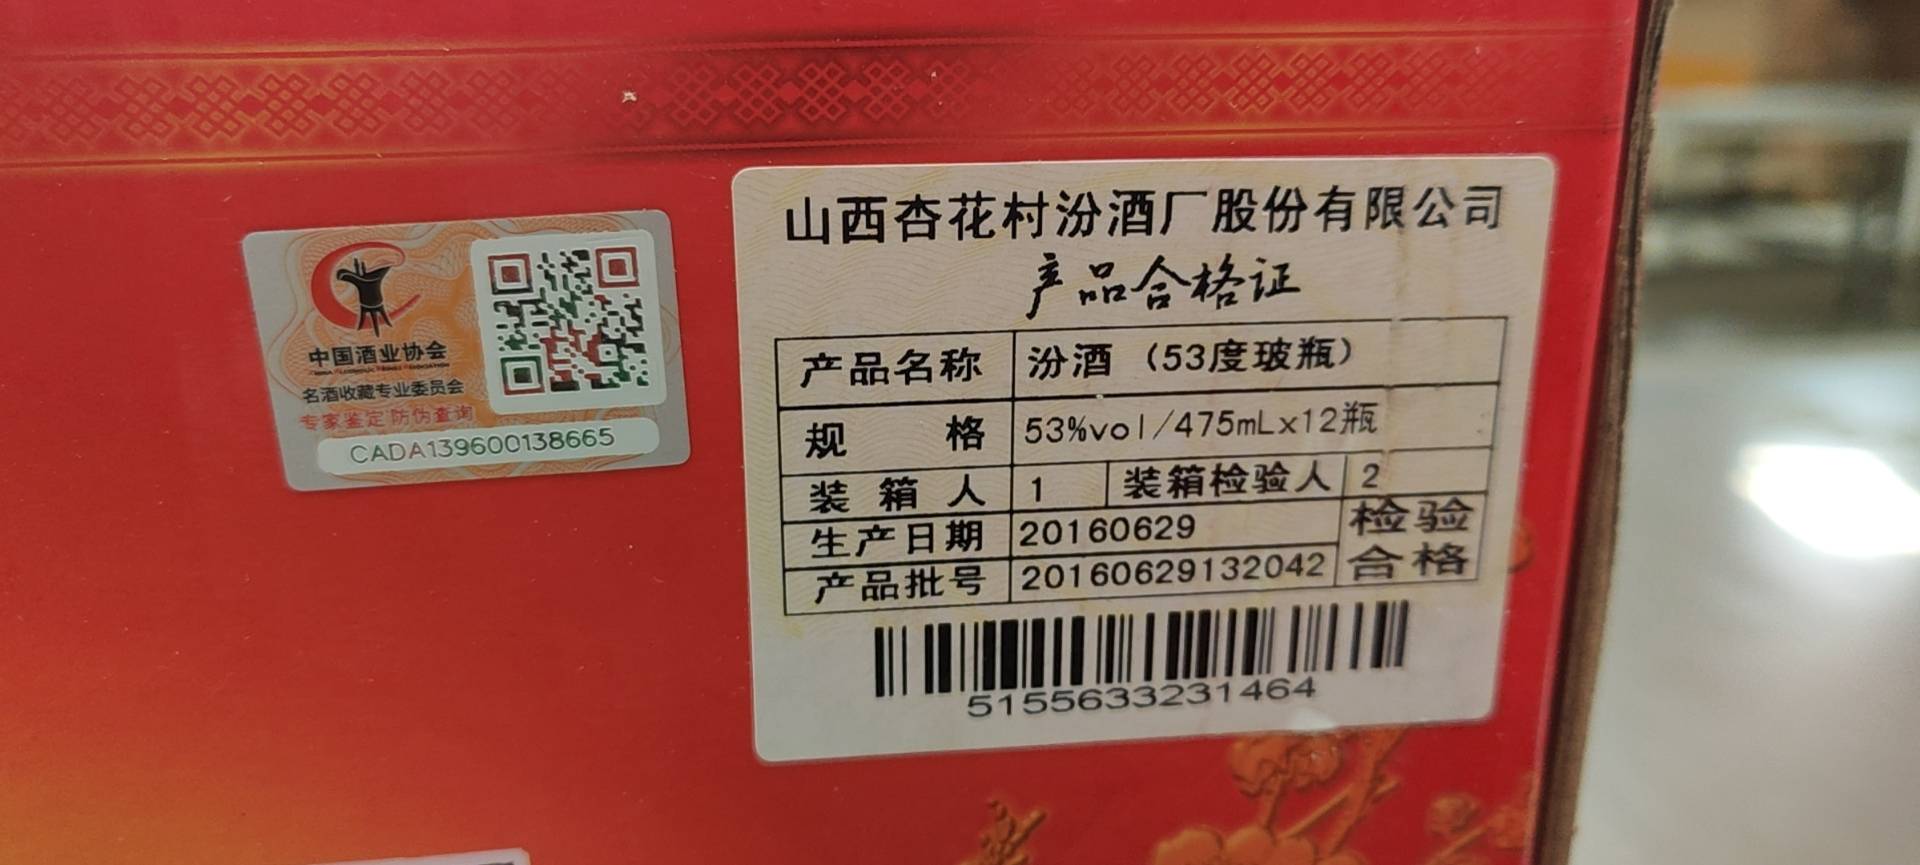 中国酒业协会
名酒收藏专业委员会
专家鉴定 防伪查询
CADA139600138665
山西杏花村汾酒厂股份有限公司
产品合格证
产品名称 汾酒（53度玻瓶）
规 格 53%vol/475mLx12瓶
装 箱 人 1 装箱检验人 2
生产日期 20160629 检验
产品批号 20160629132042 合格
5155633231464